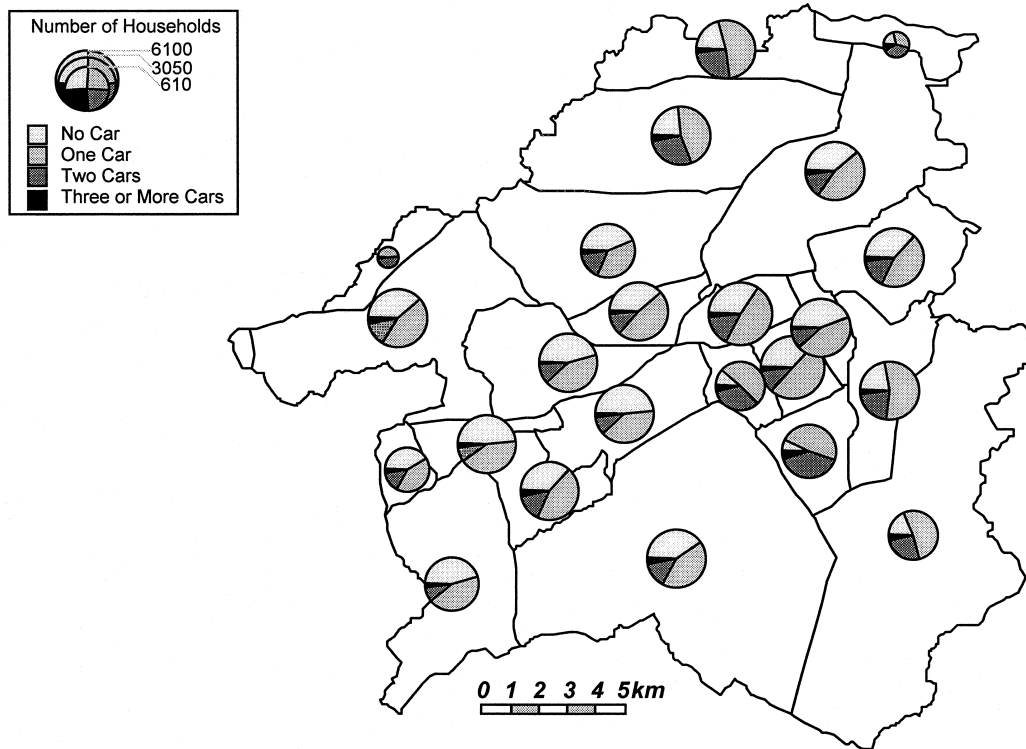 Number of Households
6100
3050
610
No Car
One Car
Two Cars
Three or More Cars
0 1 2 3 4 5km